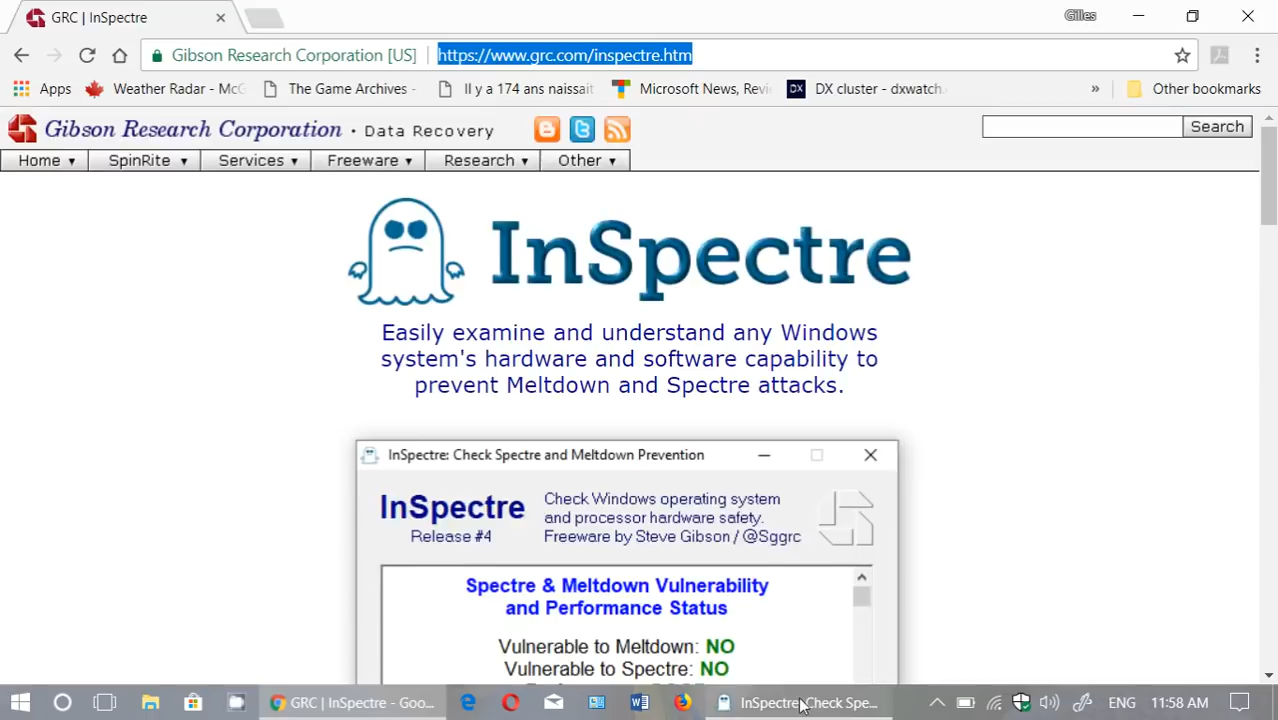 GRC | InSpectre
Gilles
Gibson Research Corporation [US]
https://www.grc.com/inspectre.htm
Apps
Weather Radar - McG
The Game Archives -
Il y a 174 ans naissait
Microsoft News, Revi
DX
DX cluster - dxwatch.
»
Other bookmarks
Gibson Research Corporation · Data Recovery
Search
Home ▾
SpinRite ▾
Services ▾
Freeware ▾
Research ▾
Other ▾
InSpectre
Easily examine and understand any Windows
system's hardware and software capability to
prevent Meltdown and Spectre attacks.
InSpectre: Check Spectre and Meltdown Prevention
InSpectre
Release #4
Check Windows operating system
and processor hardware safety.
Freeware by Steve Gibson / @Sggrc
Spectre & Meltdown Vulnerability
and Performance Status
Vulnerable to Meltdown: NO
Vulnerable to Spectre: NO
GRC | InSpectre - Goo...
InSpectre: Check Spe...
ENG
11:58 AM